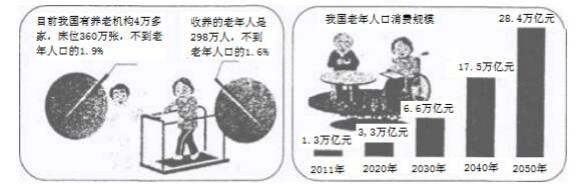 目前我国有养老机构4万多
家，床位360万张，不到老
年人口的1.9%
收养的老年人是
298万人，不到
老年人口的1.6%
我国老年人口消费规模
28.4万亿元
17.5万亿元
6.6万亿元
3,3万亿元
1.3万亿元
2011年 2020年 2030年 2040年 2050年